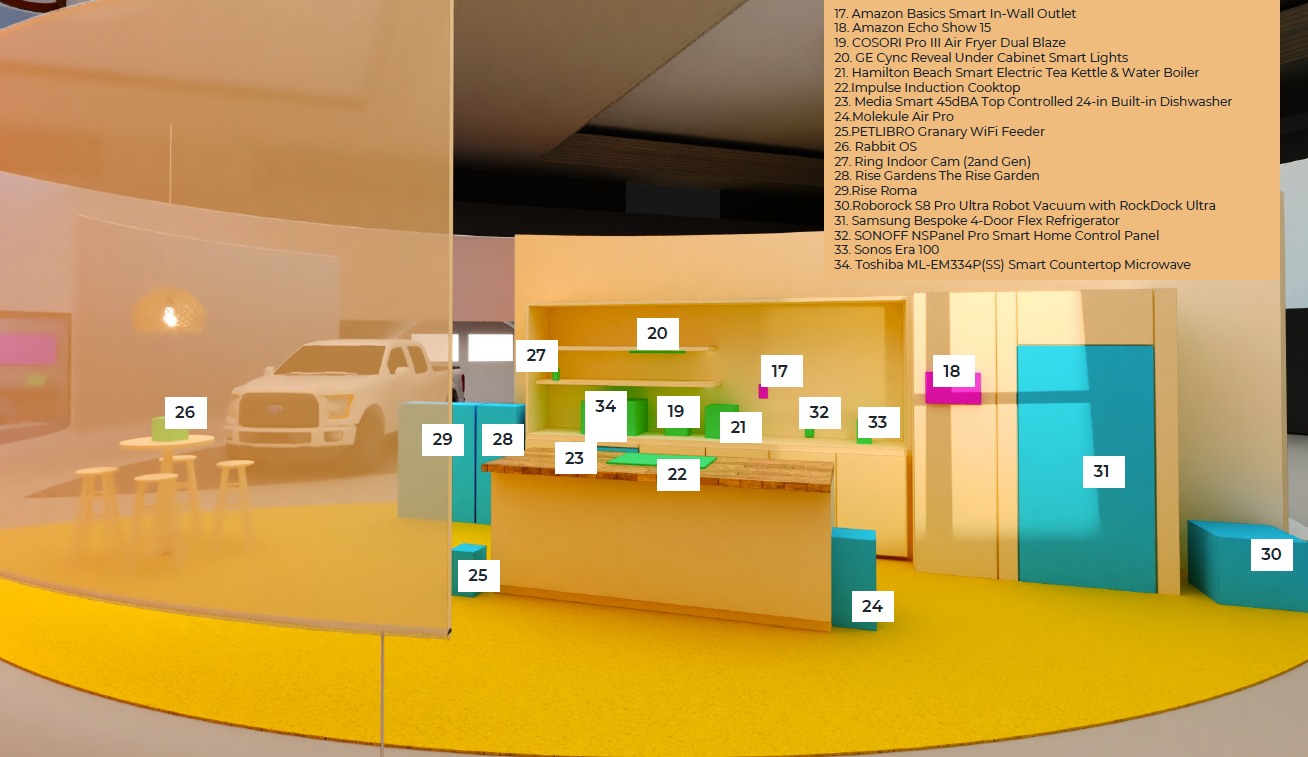 17. Amazon Basics Smart In-Wall Outlet
18. Amazon Echo Show 15
19. COSORI Pro III Air Fryer Dual Blaze
20. GE Cync Reveal Under Cabinet Smart Lights
21. Hamilton Beach Smart Electric Tea Kettle & Water Boiler
22.Impulse Induction Cooktop
23. Media Smart 45dBA Top Controlled 24-in Built-in Dishwasher
24.Molekule Air Pro
25.PETLIBRO Granary WiFi Feeder
26. Rabbit OS
27. Ring Indoor Cam (2and Gen)
28. Rise Gardens The Rise Garden
29.Rise Roma
30.Roborock S8 Pro Ultra Robot Vacuum with RockDock Ultra
31. Samsung Bespoke 4-Door Flex Refrigerator
32. SONOFF NSPanel Pro Smart Home Control Panel
33. Sonos Era 100
34. Toshiba ML-EM334P(SS) Smart Countertop Microwave
20
27
17
18
26
34
19
32
33
21
29
28
23
22
31
30
25
24